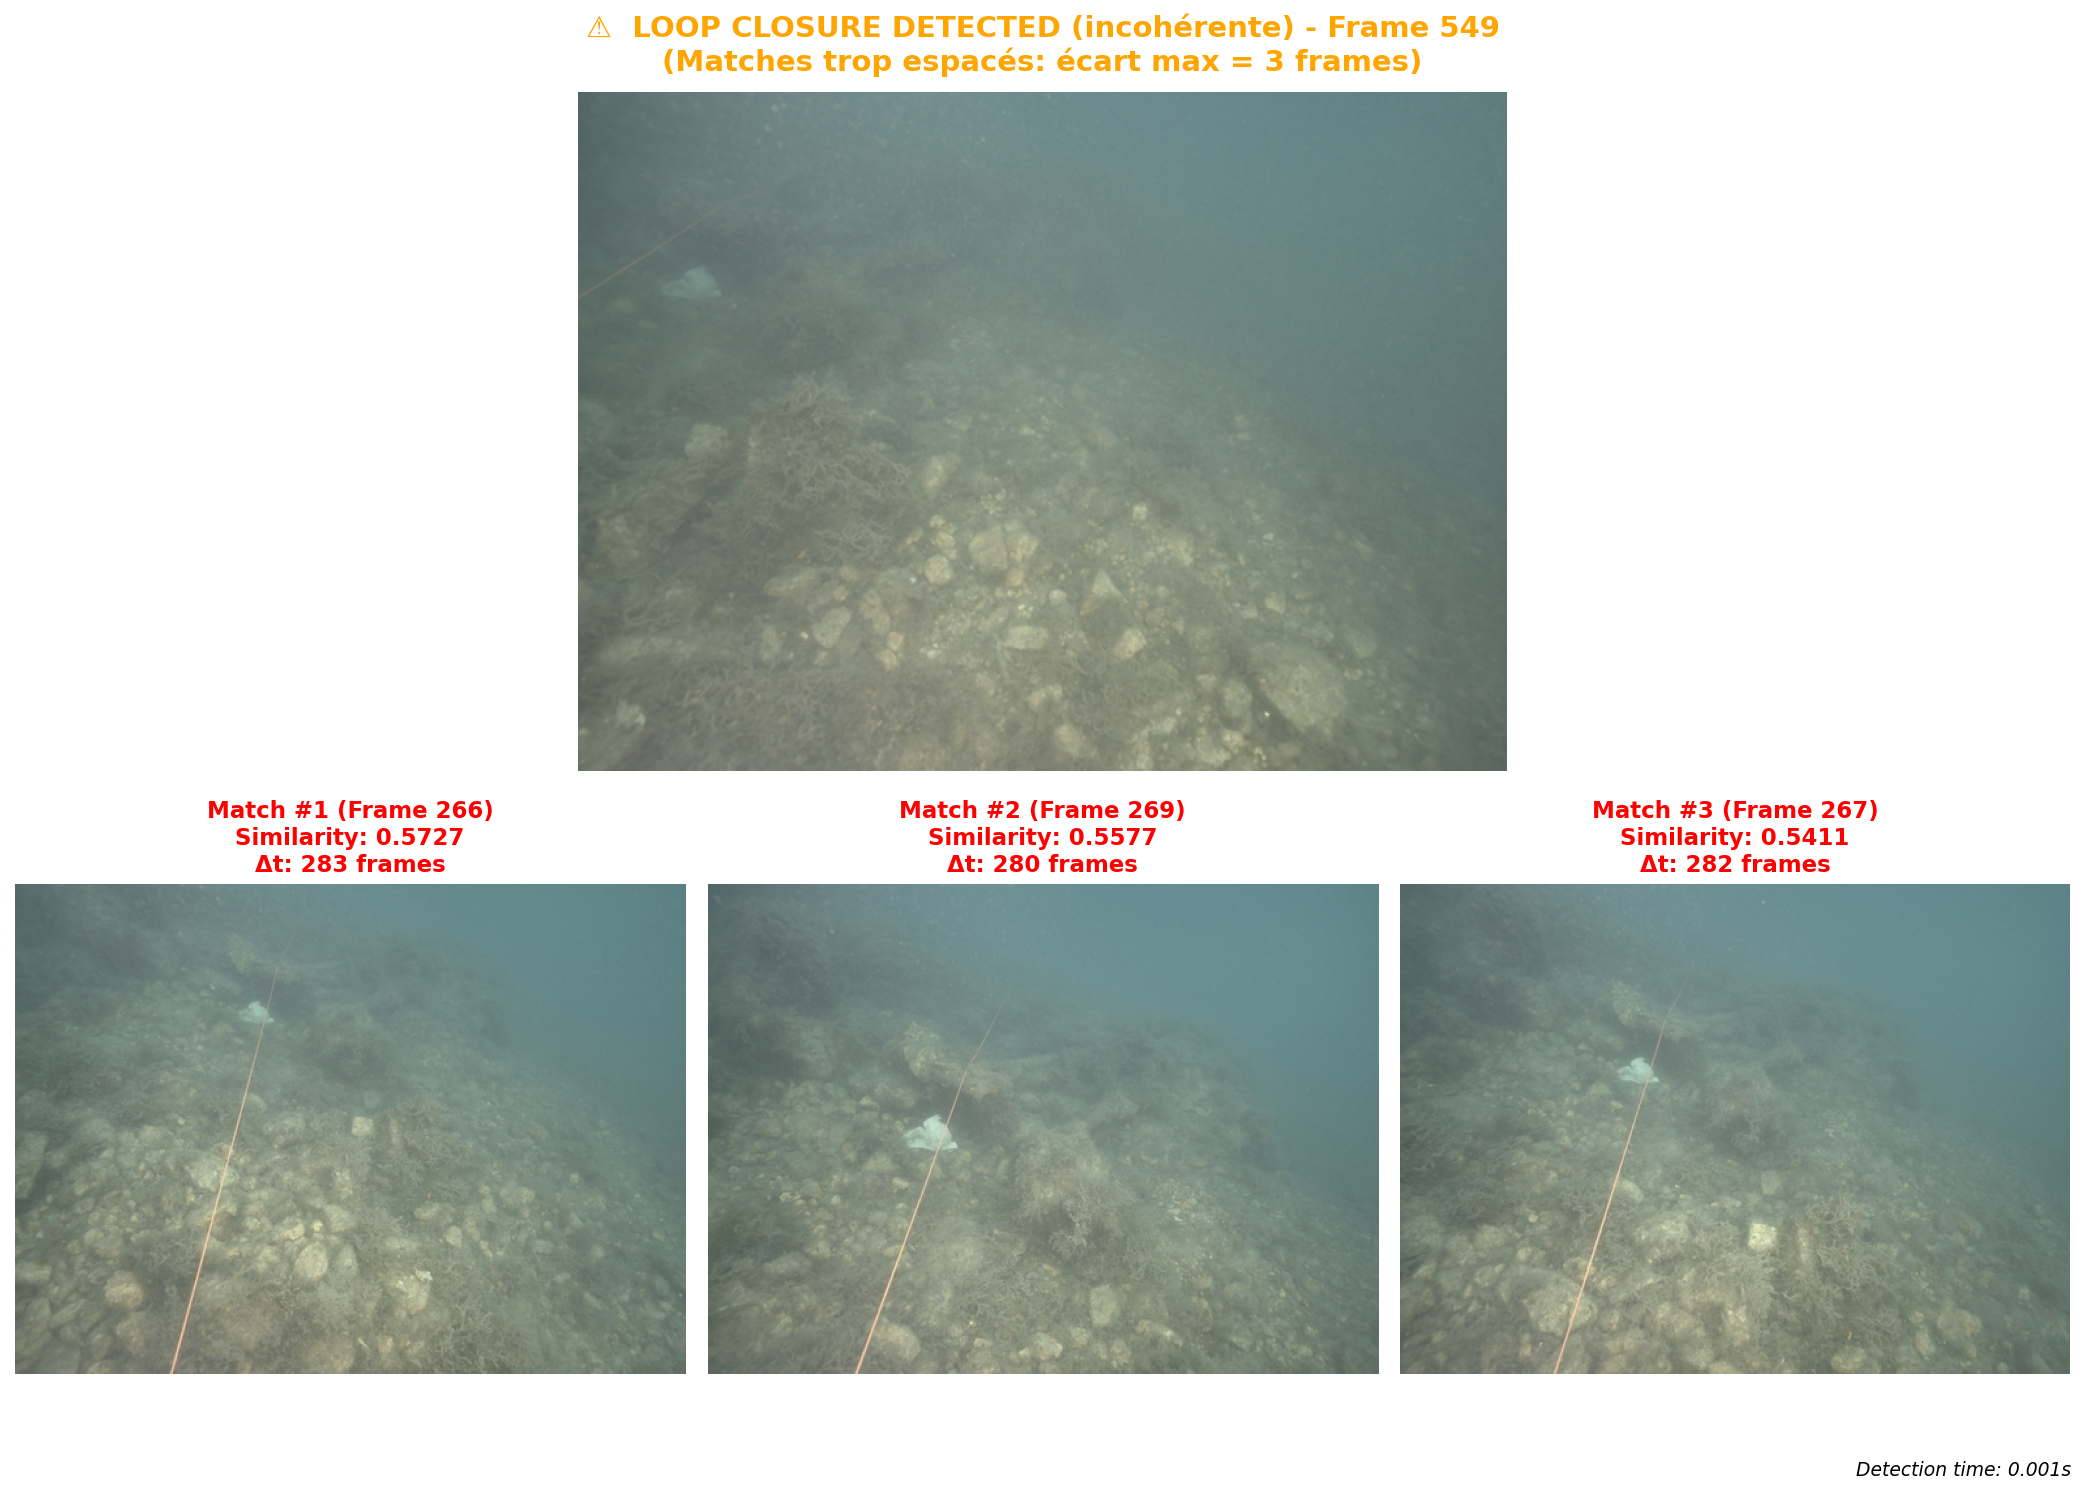 ⚠ LOOP CLOSURE DETECTED (incohérente) - Frame 549
(Matches trop espacés: écart max = 3 frames)
Match #1 (Frame 266)
Similarity: 0.5727
Δt: 283 frames
Match #2 (Frame 269)
Similarity: 0.5577
Δt: 280 frames
Match #3 (Frame 267)
Similarity: 0.5411
Δt: 282 frames
Detection time: 0.001s